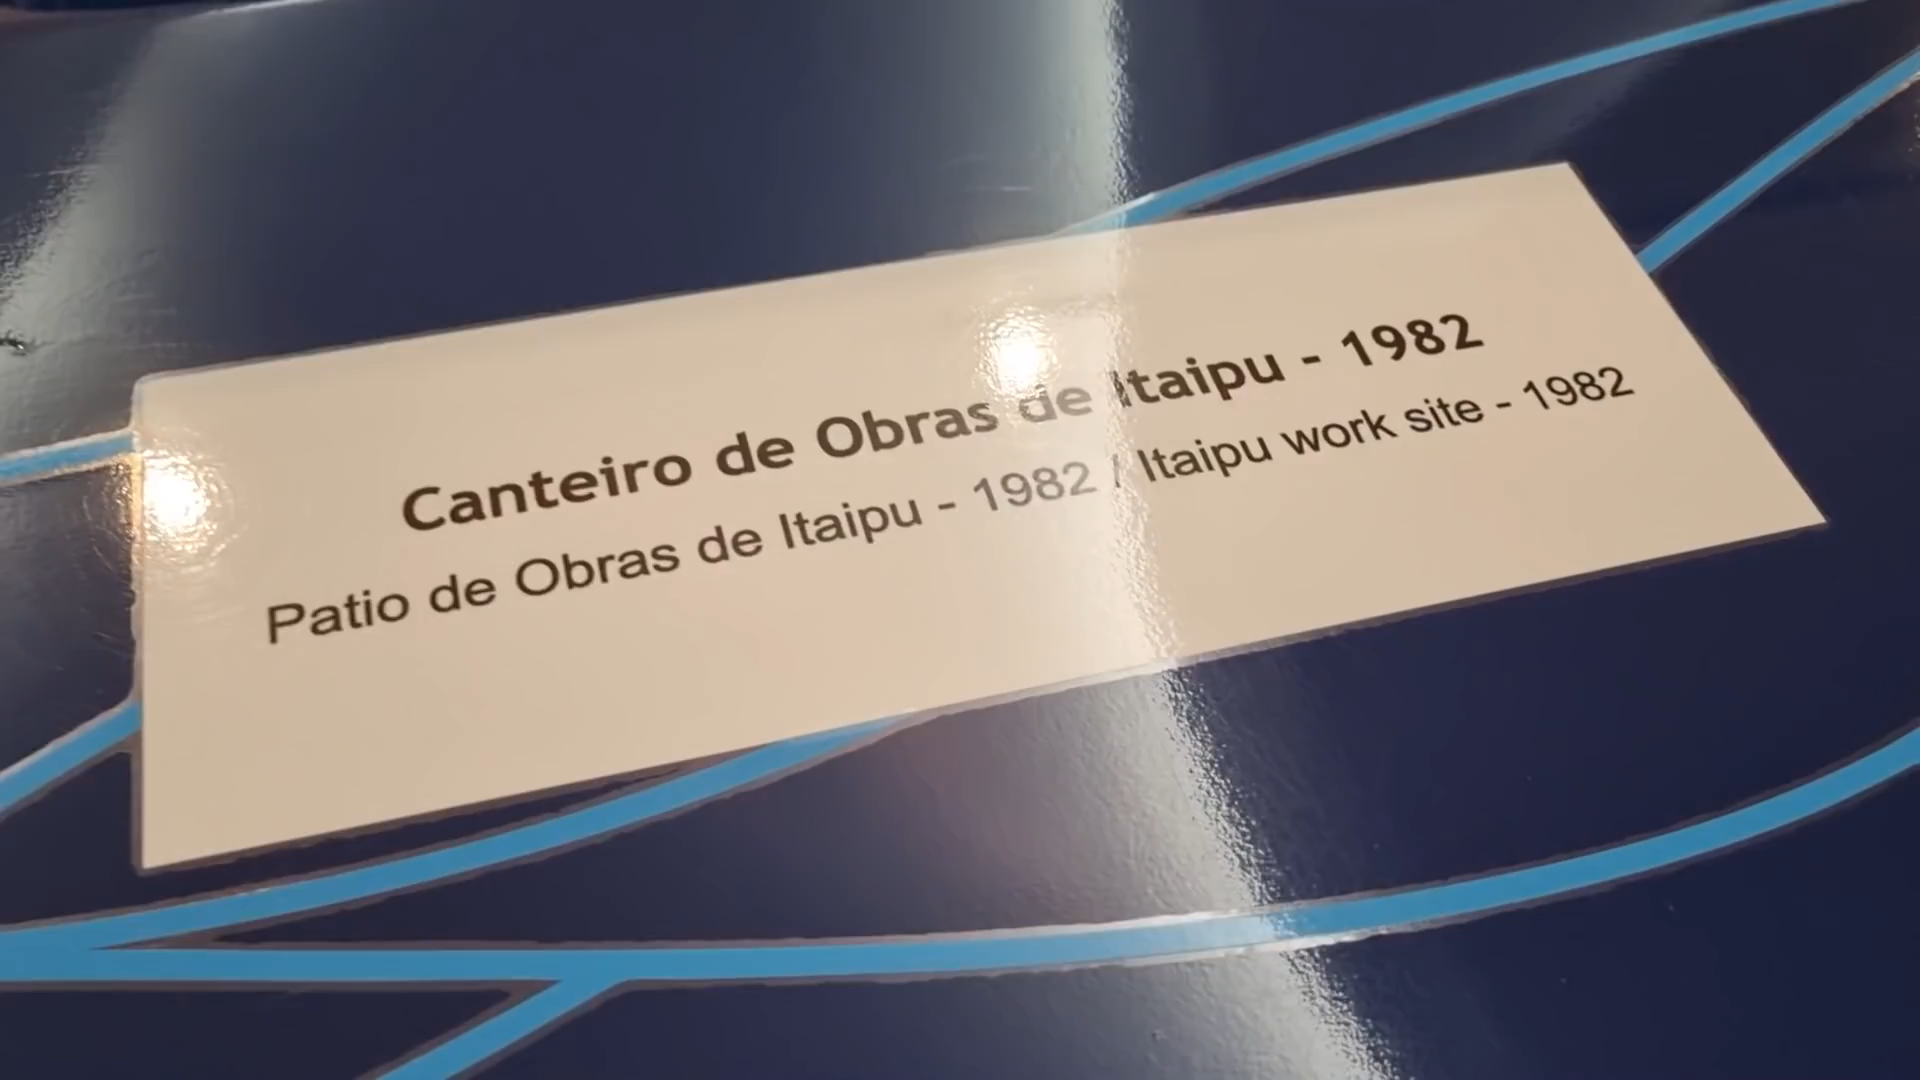 Canteiro de Obras de Itaipu - 1982
Patio de Obras de Itaipu - 1982 / Itaipu work site - 1982